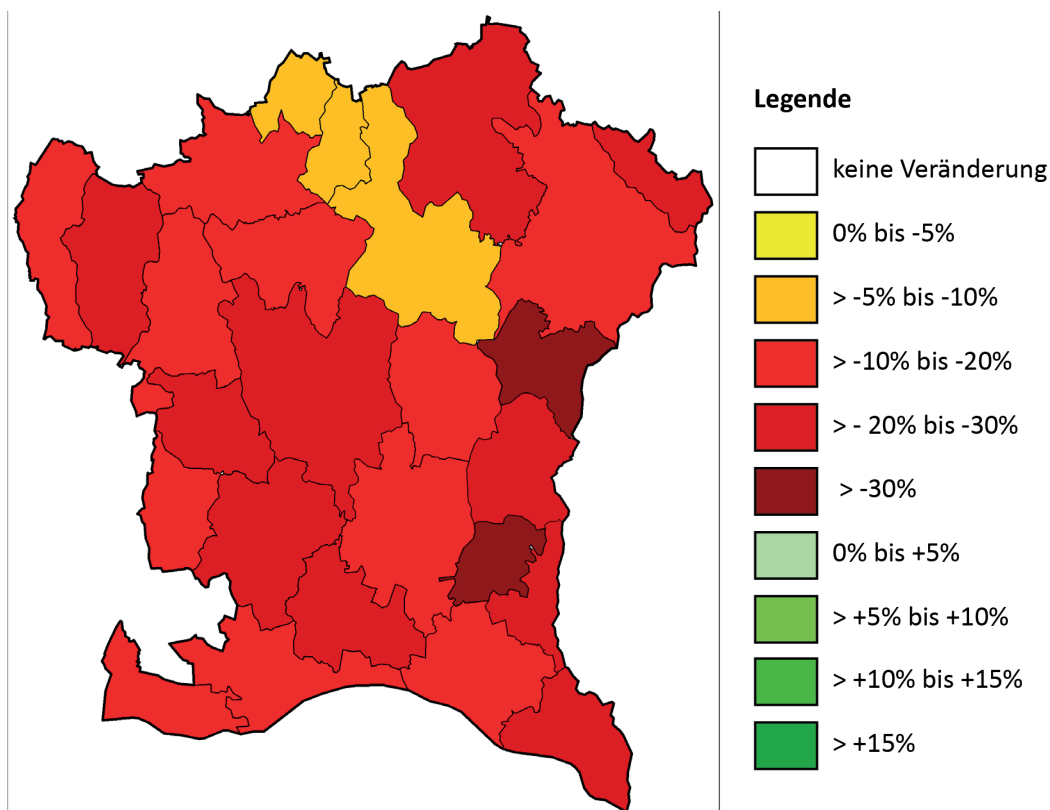 Legende
keine Veränderung
0% bis -5%
> -5% bis -10%
> -10% bis -20%
> - 20% bis -30%
> -30%
0% bis +5%
> +5% bis +10%
> +10% bis +15%
> +15%